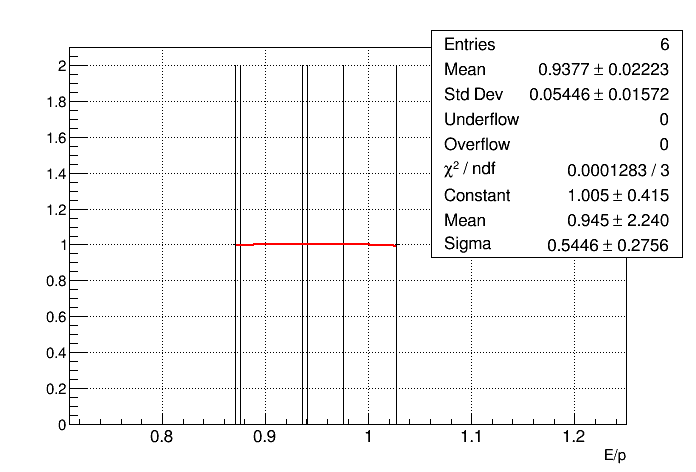 Entries 6
Mean 0.9377 ± 0.02223
Std Dev 0.05446 ± 0.01572
Underflow 0
Overflow 0
χ² / ndf 0.0001283 / 3
Constant 1.005 ± 0.415
Mean 0.945 ± 2.240
Sigma 0.5446 ± 0.2756
2
1.8
1.6
1.4
1.2
1
0.8
0.6
0.4
0.2
0
0.8 0.9 1 1.1 1.2
E/p